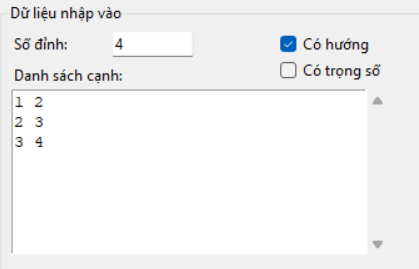 Dữ liệu nhập vào
Số đỉnh: 4
Có hướng
Danh sách cạnh:
Có trọng số
1 2
2 3
3 4